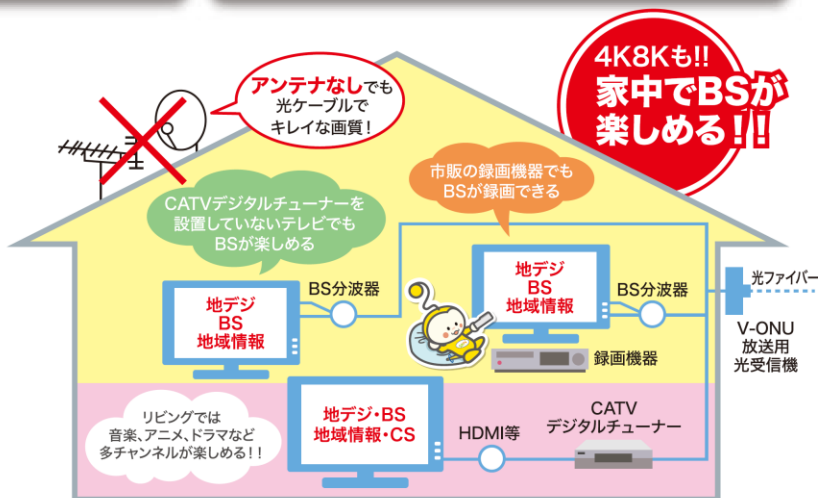 4K8Kも!!
家中でBSが
楽しめる!!
アンテナなしでも
光ケーブルで
キレイな画質!
市販の録画機器でも
BSが録画できる
CATVデジタルチューナーを
設置していないテレビでも
BSが楽しめる
地デジ
BS
地域情報
BS分波器
地デジ
BS
地域情報
BS分波器
光ファイバー
V-ONU
放送用
光受信機
録画機器
リビングでは
音楽、アニメ、ドラマなど
多チャンネルが楽しめる!!
地デジ・BS
地域情報・CS
HDMI等
CATV
デジタルチューナー